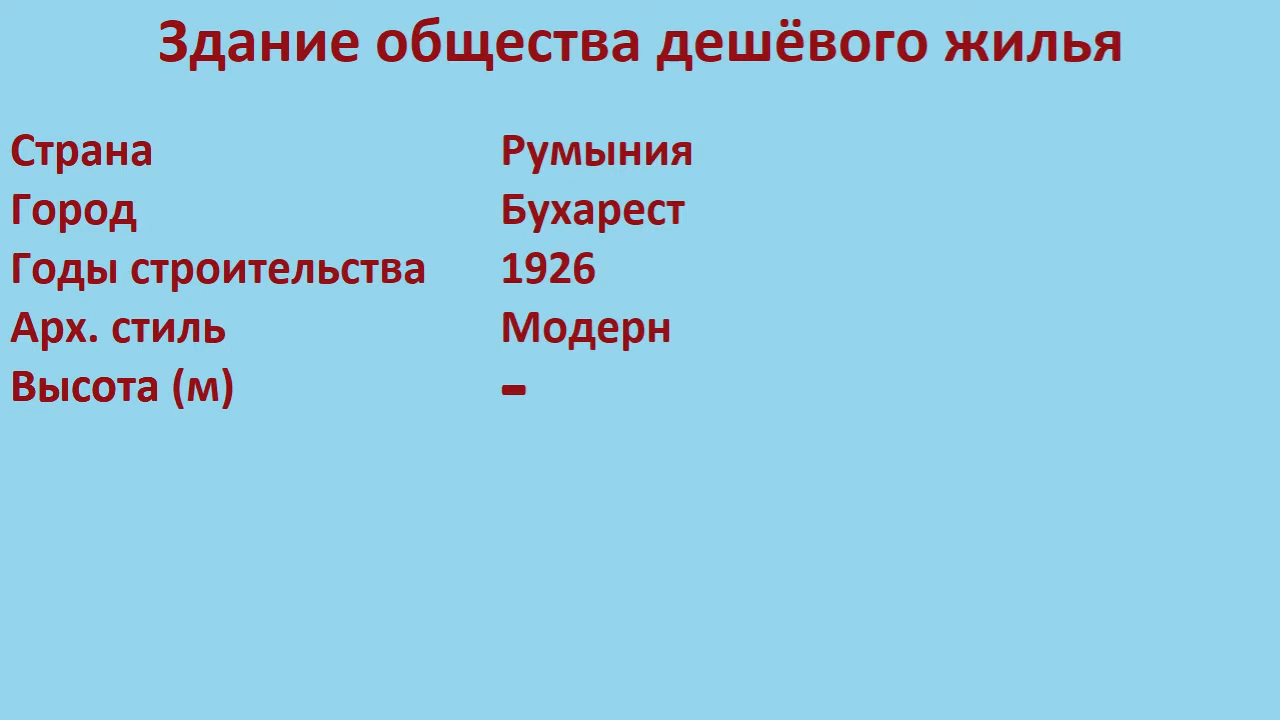 Здание общества дешёвого жилья
Страна Румыния
Город Бухарест
Годы строительства 1926
Арх. стиль Модерн
Высота (м) -